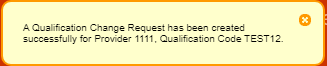 A Qualification Change Request has been created
successfully for Provider 1111, Qualification Code TEST12.